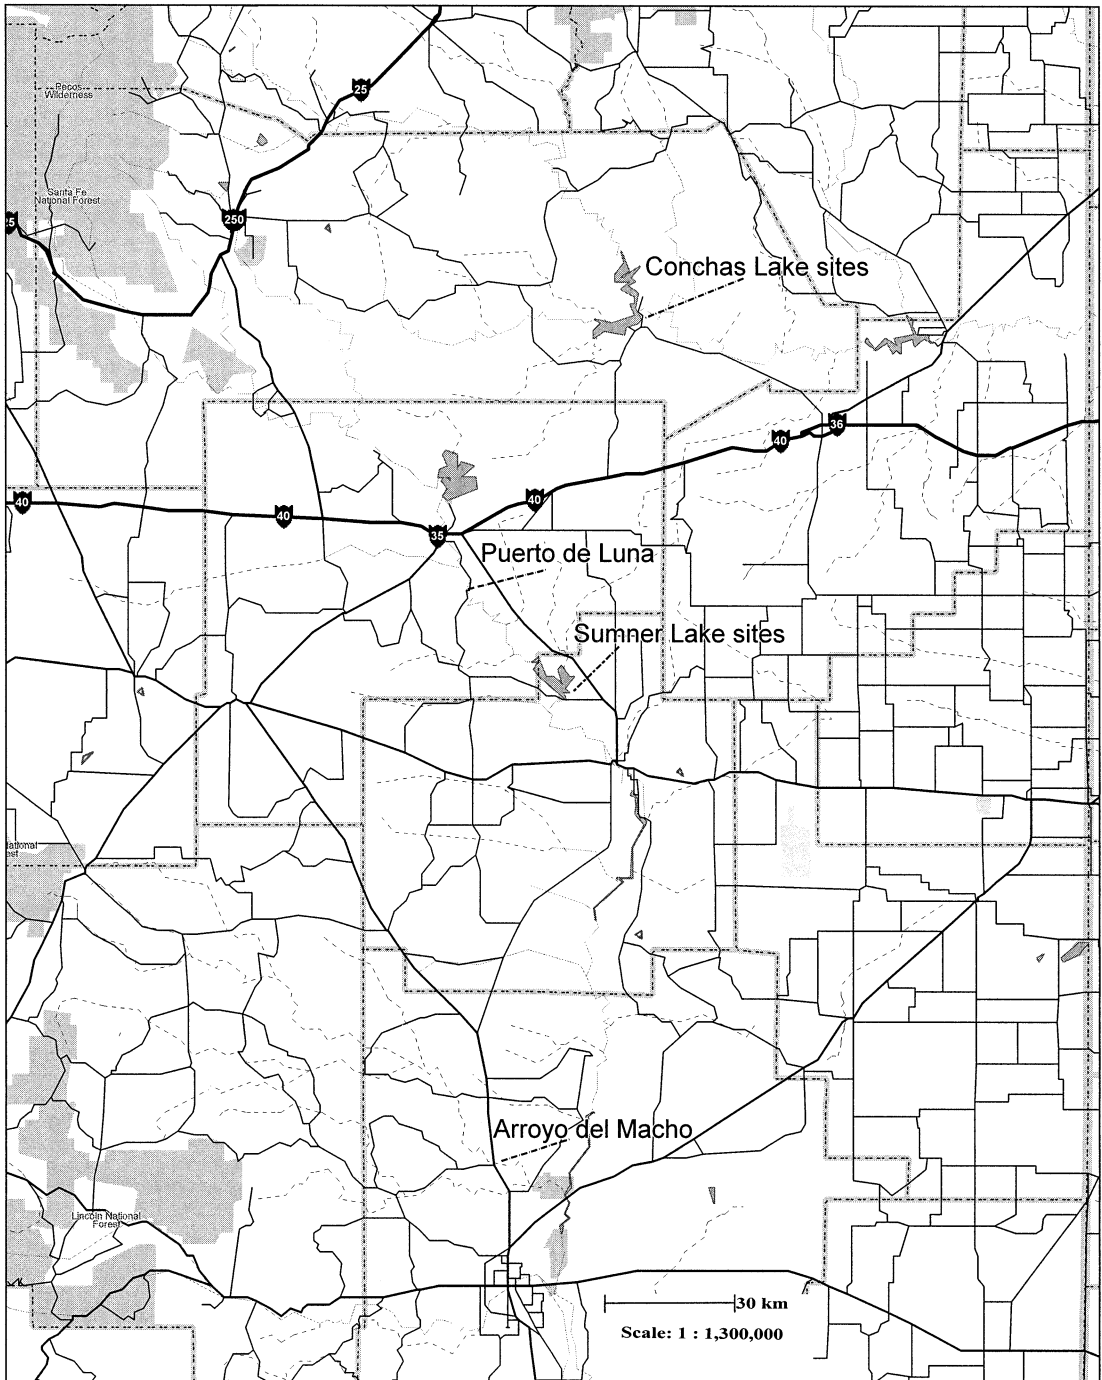 25
Pecos
Wilderness
Santa Fe
National Forest
250
25
Conchas Lake sites
36
40
40
40
40
35
Puerto de Luna
Sumner Lake sites
National
Arroyo del Macho
Lincoln National
Forest
30 km
Scale: 1 : 1,300,000